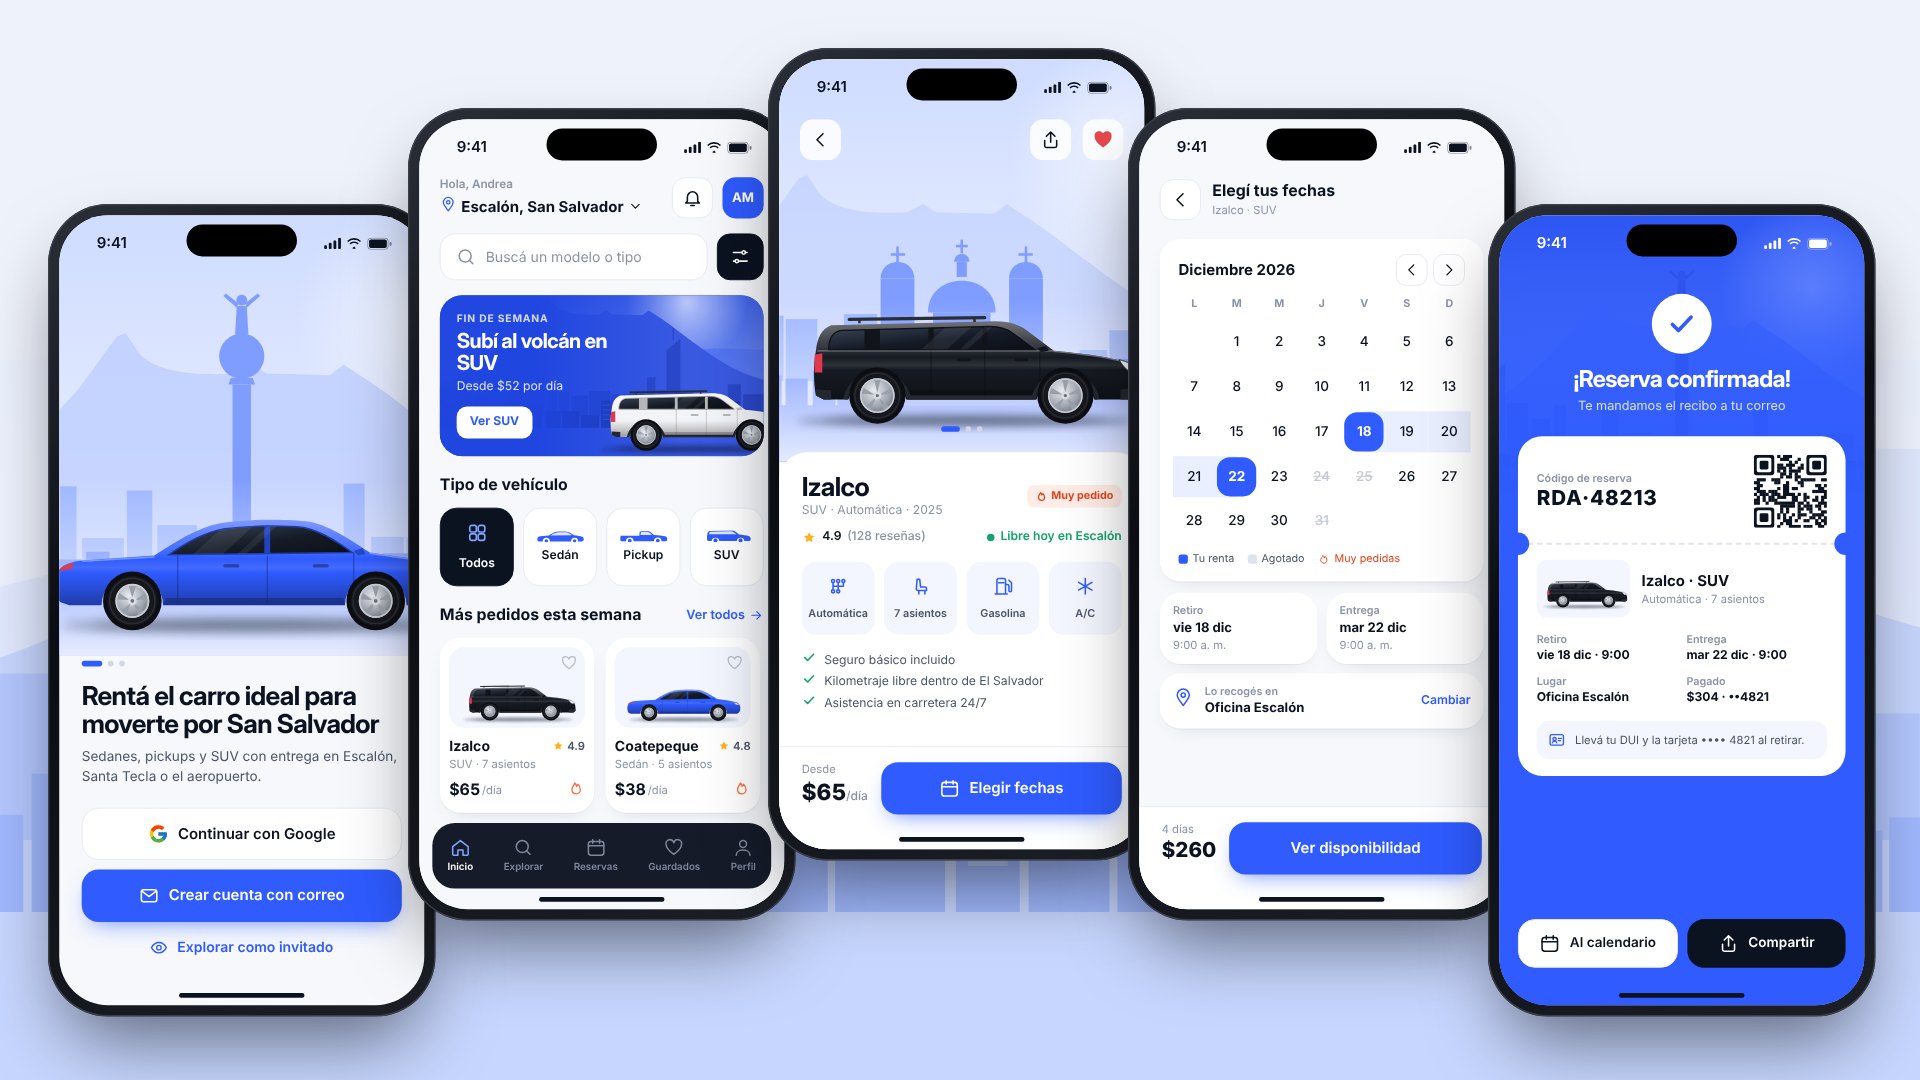 9:41
Rentá el carro ideal para
moverte por San Salvador
Sedanes, pickups y SUV con entrega en Escalón,
Santa Tecla o el aeropuerto.
Continuar con Google
Crear cuenta con correo
Explorar como invitado
9:41
Hola, Andrea
Escalón, San Salvador
AM
Buscá un modelo o tipo
FIN DE SEMANA
Subí al volcán en
SUV
Desde $52 por día
Ver SUV
Tipo de vehículo
Todos
Sedán
Pickup
SUV
Más pedidos esta semana
Ver todos →
Izalco
4.9
SUV · 7 asientos
$65/día
Coatepeque
4.8
Sedán · 5 asientos
$38/día
Inicio
Explorar
Reservas
Guardados
Perfil
9:41
Izalco
Muy pedido
SUV · Automática · 2025
4.9 (128 reseñas)
Libre hoy en Escalón
Automática
7 asientos
Gasolina
A/C
Seguro básico incluido
Kilometraje libre dentro de El Salvador
Asistencia en carretera 24/7
Desde
$65/día
Elegir fechas
9:41
Elegí tus fechas
Izalco · SUV
Diciembre 2026
L M M J V S D
1 2 3 4 5 6
7 8 9 10 11 12 13
14 15 16 17 18 19 20
21 22 23 24 25 26 27
28 29 30 31
Tu renta
Agotado
Muy pedidas
Retiro
vie 18 dic
9:00 a. m.
Entrega
mar 22 dic
9:00 a. m.
Lo recogés en
Oficina Escalón
Cambiar
4 días
$260
Ver disponibilidad
9:41
¡Reserva confirmada!
Te mandamos el recibo a tu correo
Código de reserva
RDA·48213
Izalco · SUV
Automática · 7 asientos
Retiro
vie 18 dic · 9:00
Entrega
mar 22 dic · 9:00
Lugar
Oficina Escalón
Pagado
$304 · ••4821
Llevá tu DUI y la tarjeta •••• 4821 al retirar.
Al calendario
Compartir